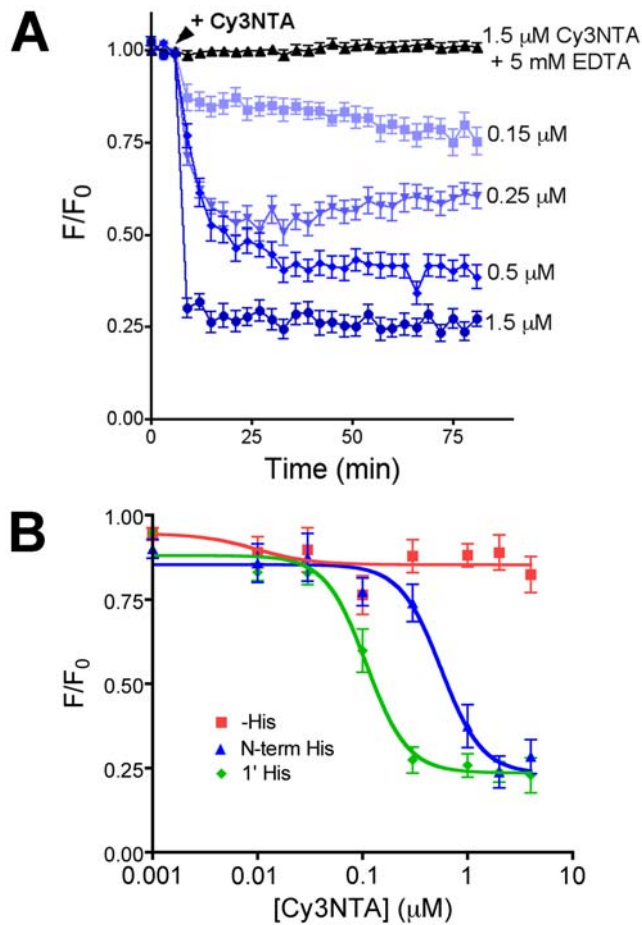 A
+ Cy3NTA
1.5 μM Cy3NTA
+ 5 mM EDTA
0.15 μM
0.25 μM
0.5 μM
1.5 μM
1.00
0.75
0.50
0.25
0.00
F/F₀
0 25 50 75
Time (min)
B
1.00
0.75
0.50
0.25
0.00
F/F₀
-His
N-term His
1' His
0.001 0.01 0.1 1 10
[Cy3NTA] (μM)